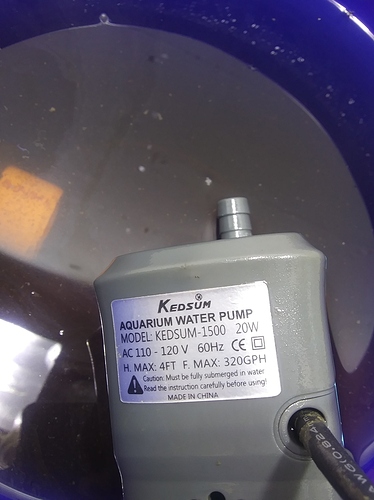 KEDSUM
AQUARIUM WATER PUMP
MODEL: KEDSUM-1500 20W
AC 110 - 120 V 60Hz CE
H. MAX: 4FT F. MAX: 320GPH
Caution: Must be fully submerged in water
Read the instruction carefully before using!
MADE IN CHINA